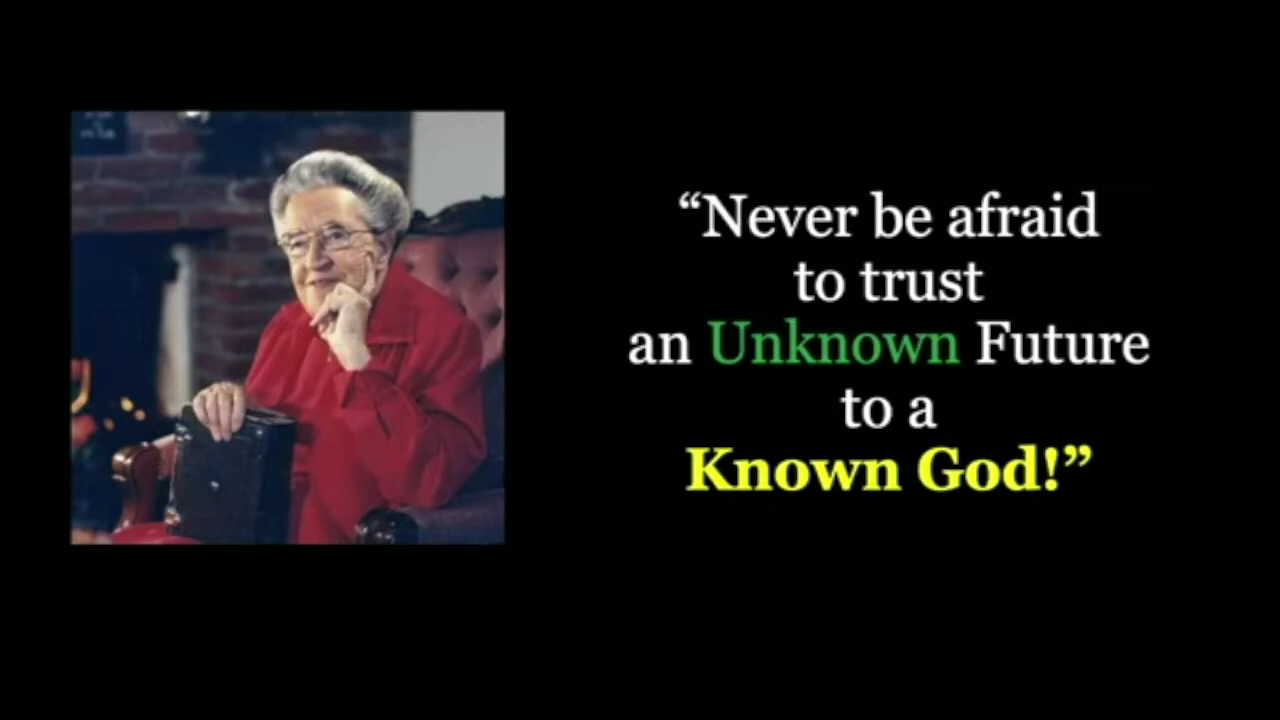 “Never be afraid
to trust
an Unknown Future
to a
Known God!”